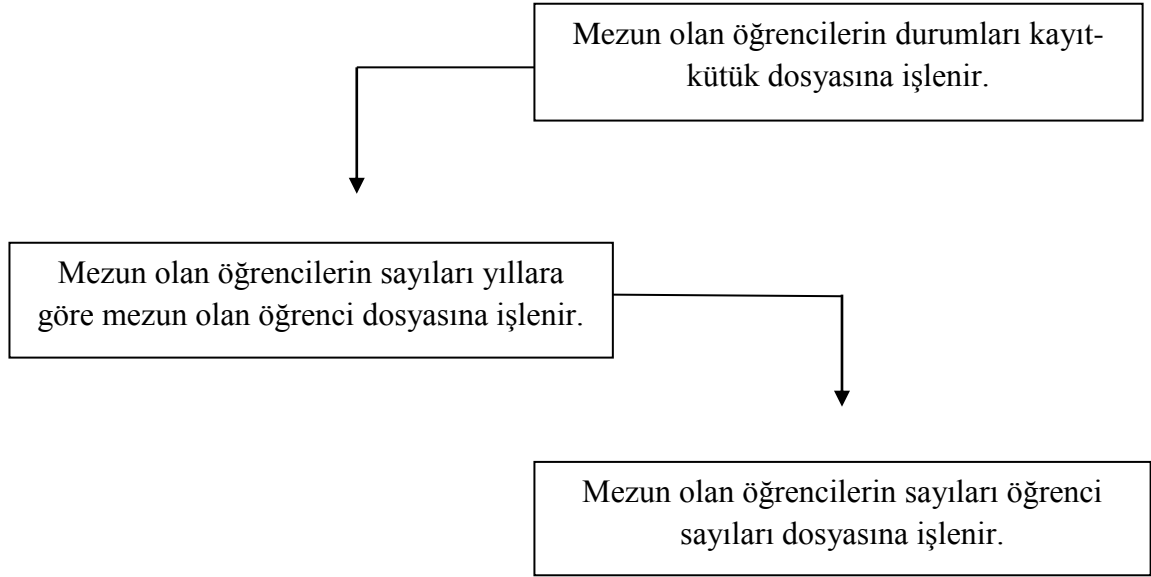 Mezun olan öğrencilerin durumları kayıt-
kütük dosyasına işlenir.
Mezun olan öğrencilerin sayıları yıllara
göre mezun olan öğrenci dosyasına işlenir.
Mezun olan öğrencilerin sayıları öğrenci
sayıları dosyasına işlenir.